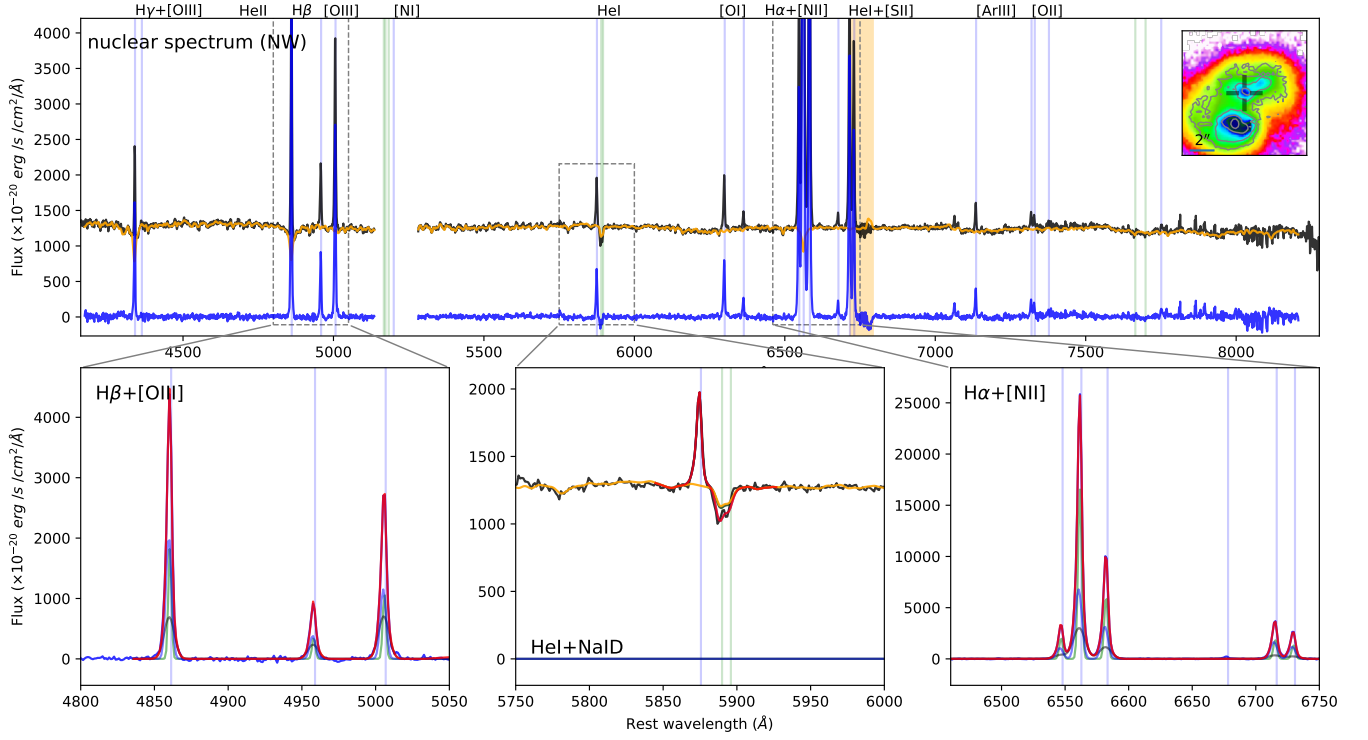 Hγ+[OIII] HeII Hβ [OIII] [NI] HeI [OI] Hα+[NII] HeI+[SII] [ArIII] [OII]
nuclear spectrum (NW)
Flux (×10⁻²⁰ erg /s /cm²/Å)
4000
3500
3000
2500
2000
1500
1000
500
0
2″
4500 5000 5500 6000 6500 7000 7500 8000
Hβ+[OIII]
Flux (×10⁻²⁰ erg /s /cm²/Å)
4000
3000
2000
1000
0
4800 4850 4900 4950 5000 5050
2000
1500
1000
500
0
HeI+NaID
5750 5800 5850 5900 5950 6000
Rest wavelength (Å)
Hα+[NII]
25000
20000
15000
10000
5000
0
6500 6550 6600 6650 6700 6750